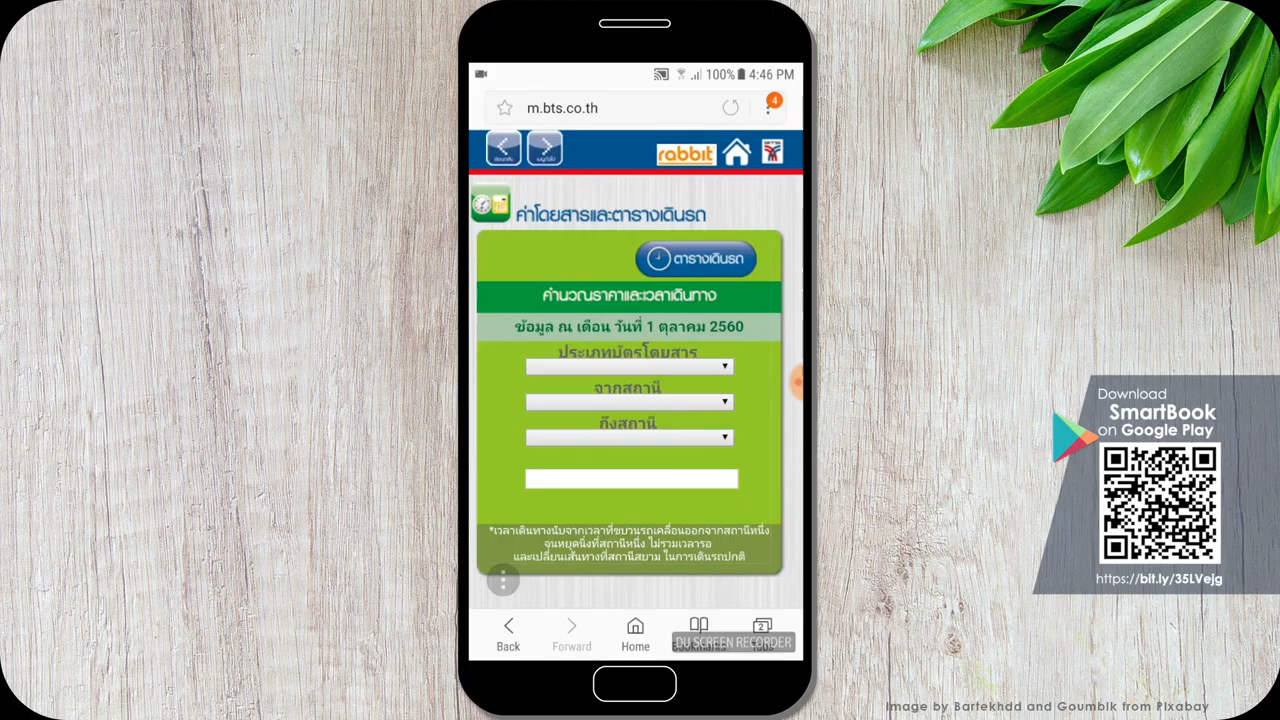 100% 4:46 PM
m.bts.co.th
4
rabbit
ค่าโดยสารและตารางเดินรถ
ตารางเดินรถ
คำนวณราคาและเวลาเดินทาง
ข้อมูล ณ เดือน วันที่ 1 ตุลาคม 2560
ประเภทบัตรโดยสาร
จากสถานี
ถึงสถานี
*เวลาเดินทางนับจากเวลาที่ขบวนรถเคลื่อนออกจากสถานีหนึ่ง
จนหยุดนิ่งที่สถานีหนึ่ง ไม่รวมเวลารอ
และเปลี่ยนเส้นทางที่สถานีสยาม ในการเดินรถปกติ
Back
Forward
Home
2
DU SCREEN RECORDER
Download
SmartBook
on Google Play
https://bit.ly/35LVejg
Image by Bartekhdd and Goumbik from Pixabay